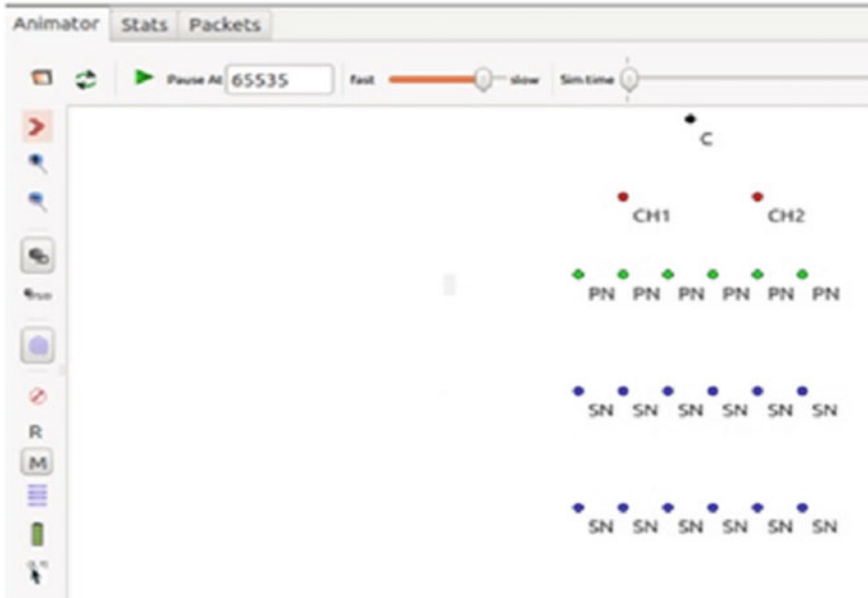 Animator Stats Packets
Pause At 65535 fast slow Sim time
C
CH1 CH2
PN PN PN PN PN PN
SN SN SN SN SN SN
R
M
SN SN SN SN SN SN